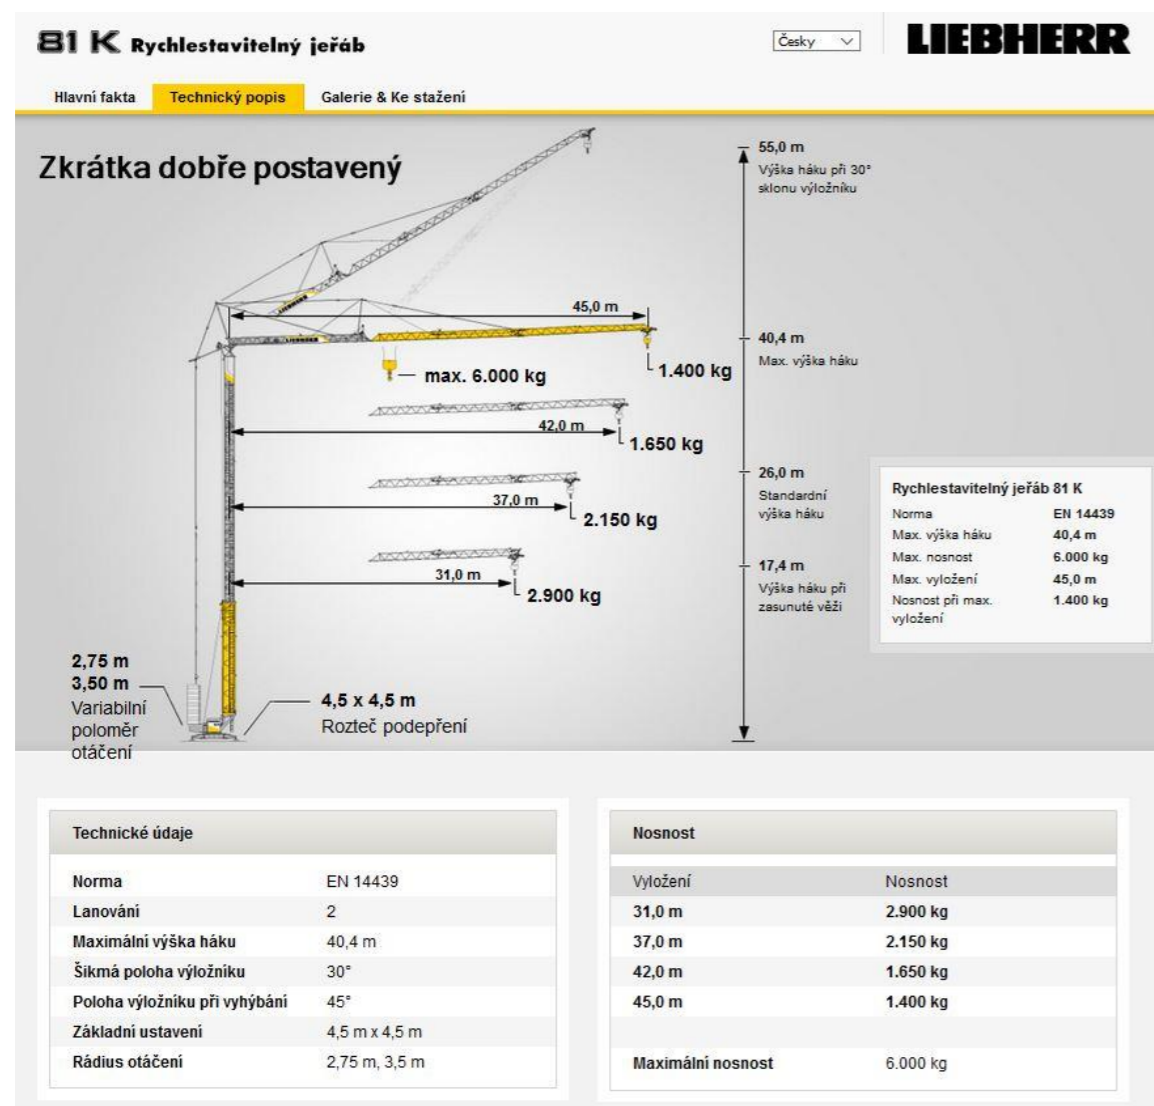 81 K Rychlestavitelný jeřáb
Česky
LIEBHERR
Hlavní fakta
Technický popis
Galerie & Ke stažení
Zkrátka dobře postavený
55,0 m
Výška háku při 30°
sklonu výložníku
LIEBHERR
45,0 m
LIEBHERR
40,4 m
Max. výška háku
max. 6.000 kg
1.400 kg
42,0 m
1.650 kg
26,0 m
Standardní
výška háku
37,0 m
2.150 kg
17,4 m
Výška háku při
zasunuté věži
31,0 m
2.900 kg
Rychlestavitelný jeřáb 81 K
Norma EN 14439
Max. výška háku 40,4 m
Max. nosnost 6.000 kg
Max. vyložení 45,0 m
Nosnost při max. 1.400 kg
vyložení
2,75 m
3,50 m
Variabilní
poloměr
otáčení
4,5 x 4,5 m
Rozteč podepření
Technické údaje
Norma EN 14439
Lanování 2
Maximální výška háku 40,4 m
Šikmá poloha výložníku 30°
Poloha výložníku při vyhýbání 45°
Základní ustavení 4,5 m x 4,5 m
Rádius otáčení 2,75 m, 3,5 m
Nosnost
Vyložení Nosnost
31,0 m 2.900 kg
37,0 m 2.150 kg
42,0 m 1.650 kg
45,0 m 1.400 kg
Maximální nosnost 6.000 kg